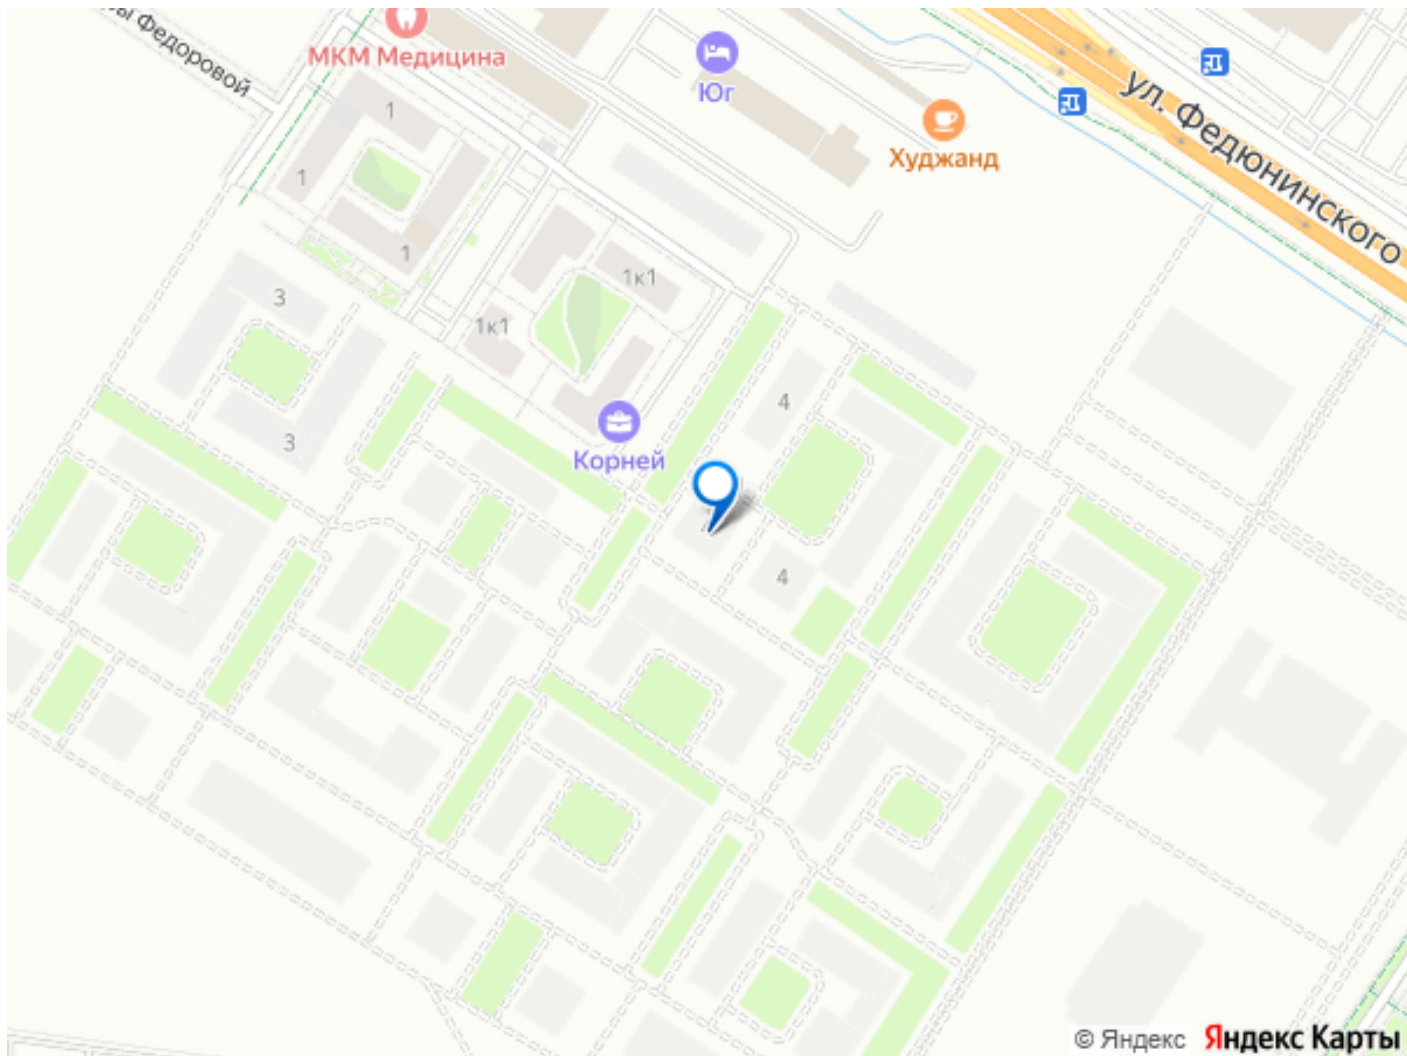 ы Федоровой
МКМ Медицина
Юг
Худжанд
ул. Федюнинского
1
1
1
1к1
1к1
3
3
4
4
Корней
© Яндекс Яндекс Карты